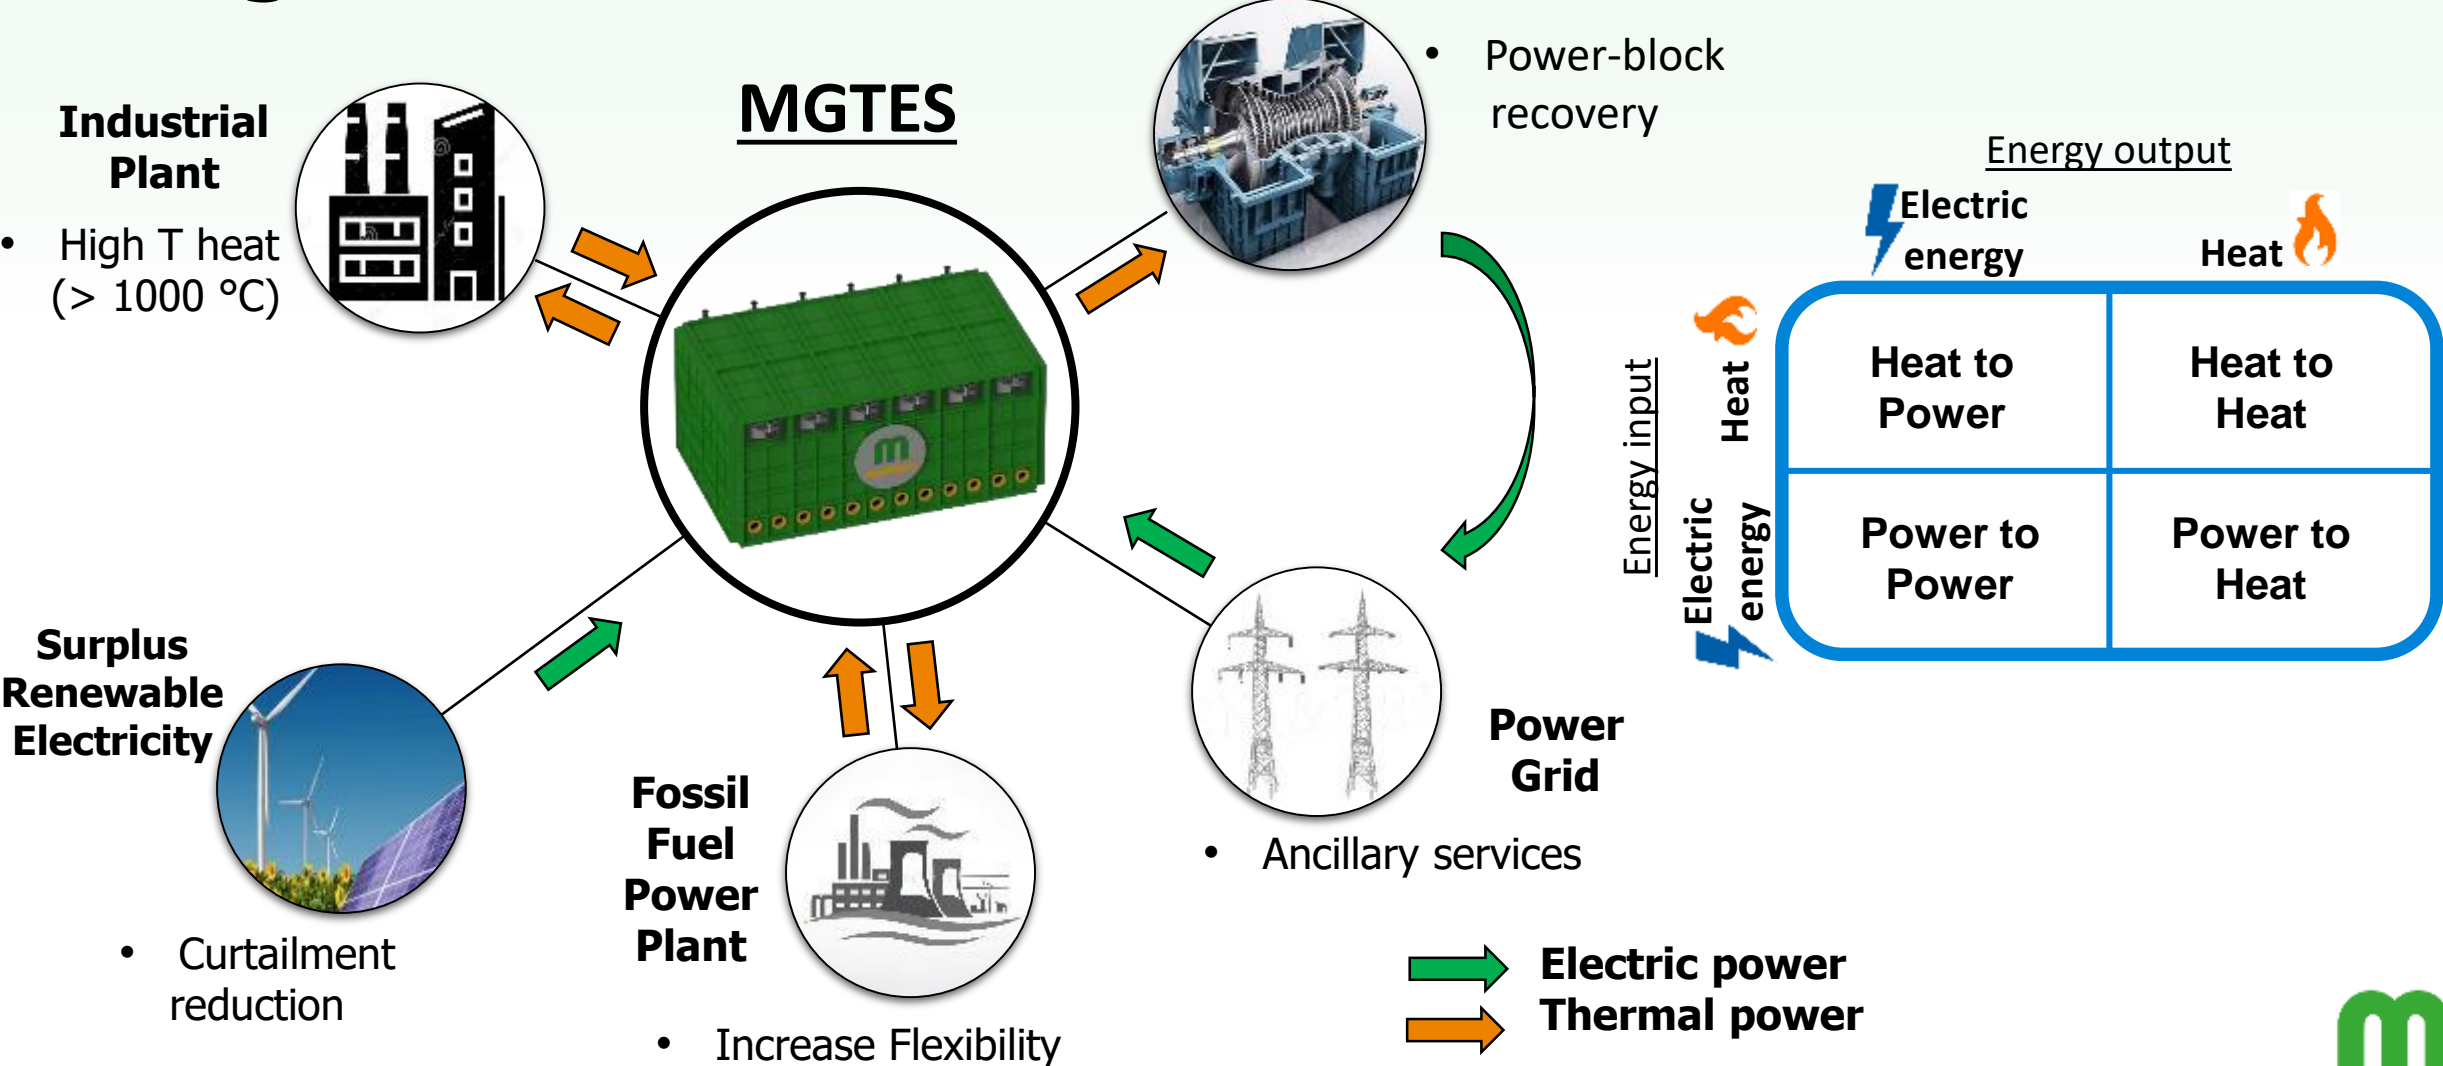 MGTES
Industrial
Plant
• High T heat
(> 1000 °C)
• Power-block
recovery
Surplus
Renewable
Electricity
• Curtailment
reduction
Fossil
Fuel
Power
Plant
• Increase Flexibility
Power
Grid
• Ancillary services
Electric power
Thermal power
Energy output
Electric
energy
Heat
Energy input
Heat
Electric
energy
Heat to
Power
Heat to
Heat
Power to
Power
Power to
Heat
m
m